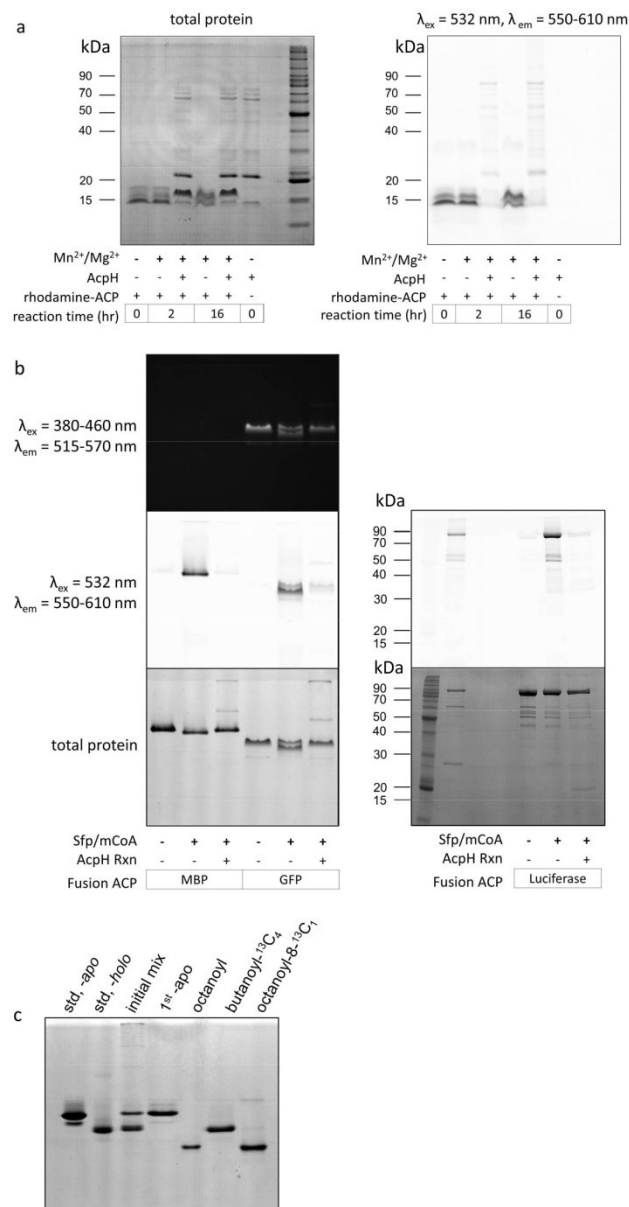 a
total protein
λex = 532 nm, λem = 550-610 nm
kDa
90
70
50
40
20
15
kDa
90
70
50
40
20
15
Mn2+/Mg2+ - + + + + -
AcpH - - + - + +
rhodamine-ACP + + + + + -
reaction time (hr) 0 2 16 0
Mn2+/Mg2+ - + + + + -
AcpH - - + - + +
rhodamine-ACP + + + + + -
reaction time (hr) 0 2 16 0
b
λex = 380-460 nm
λem = 515-570 nm
λex = 532 nm
λem = 550-610 nm
total protein
Sfp/mCoA - + + - + +
AcpH Rxn - - + - - +
Fusion ACP MBP GFP
kDa
90
70
50
40
30
20
15
kDa
90
70
50
40
30
20
15
Sfp/mCoA - + +
AcpH Rxn - - +
Fusion ACP Luciferase
c
std, -apo
std, -holo
initial mix
1st -apo
octanoyl
butanoyl-13C4
octanoyl-8-13C1